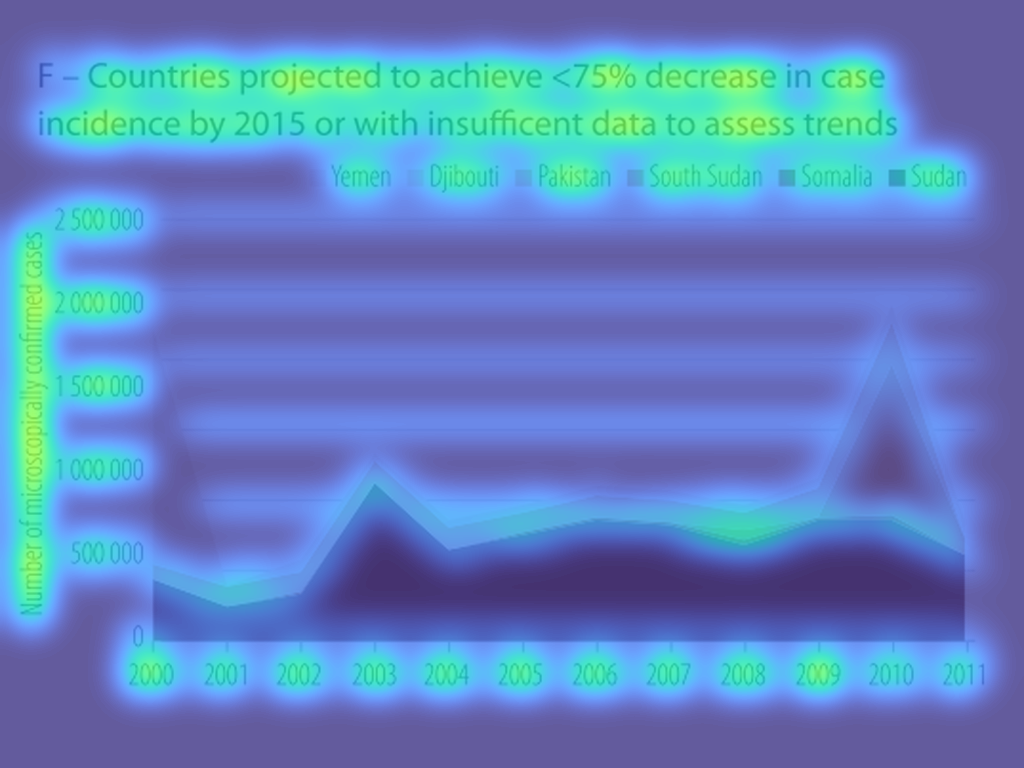 F – Countries projected to achieve <75% decrease in case
incidence by 2015 or with insufficent data to assess trends
Yemen Djibouti Pakistan South Sudan Somalia Sudan
Number of microscopically confirmed cases
2 500 000
2 000 000
1 500 000
1 000 000
500 000
0
2000 2001 2002 2003 2004 2005 2006 2007 2008 2009 2010 2011